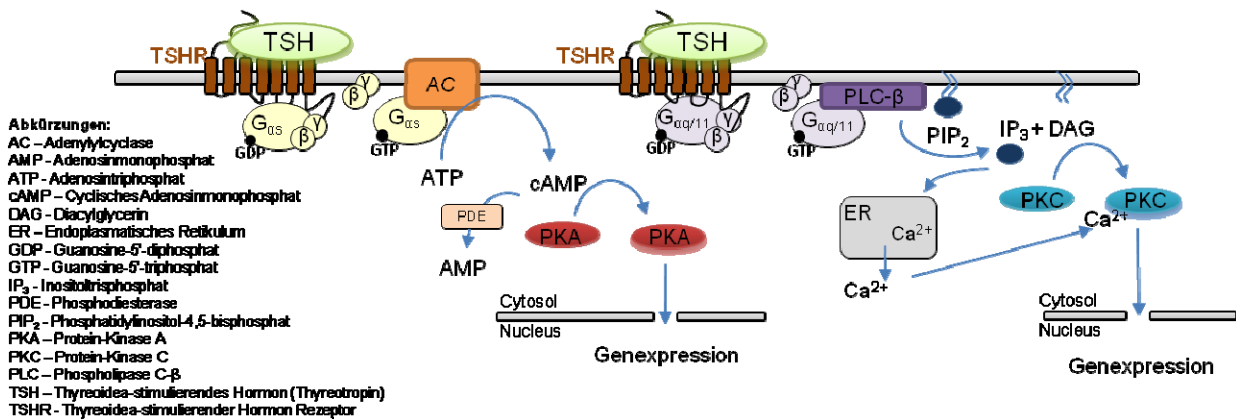 TSH
TSHR
AC
β γ
Gαs
β γ
GDP
Gαs
GTP
ATP
cAMP
PDE
AMP
PKA
PKA
Cytosol
Nucleus
Genexpression
TSH
TSHR
PLC-β
γ
β
Gαq/11
γ
β
GDP
Gαq/11
GTP
PIP2
IP3 + DAG
PKC
PKC
Ca2+
ER
Ca2+
Ca2+
Cytosol
Nucleus
Genexpression
Abkürzungen:
AC – Adenylylcyclase
AMP - Adenosinmonophosphat
ATP - Adenosintriphosphat
cAMP – Cyclisches Adenosinmonophosphat
DAG - Diacylglycerin
ER – Endoplasmatisches Retikulum
GDP - Guanosine-5'-diphosphat
GTP - Guanosine-5'-triphosphat
IP3 - Inositoltrisphosphat
PDE - Phosphodiesterase
PIP2 - Phosphatidylinositol-4,5-bisphosphat
PKA – Protein-Kinase A
PKC – Protein-Kinase C
PLC - Phospholipase C-β
TSH – Thyreoidea-stimulierendes Hormon (Thyreotropin)
TSHR - Thyreoidea-stimulierender Hormon Rezeptor